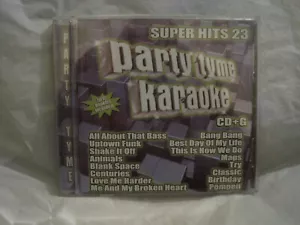 SUPER HITS 23
party tyme
karaoke
CD+G
PARTY TYME
All About That Bass
Uptown Funk
Shake It Off
Animals
Blank Space
Centuries
Love Me Harder
Me And My Broken Heart
Bang Bang
Best Day Of My Life
This Is How We Do
Maps
Try
Classic
Birthday
Pompeii